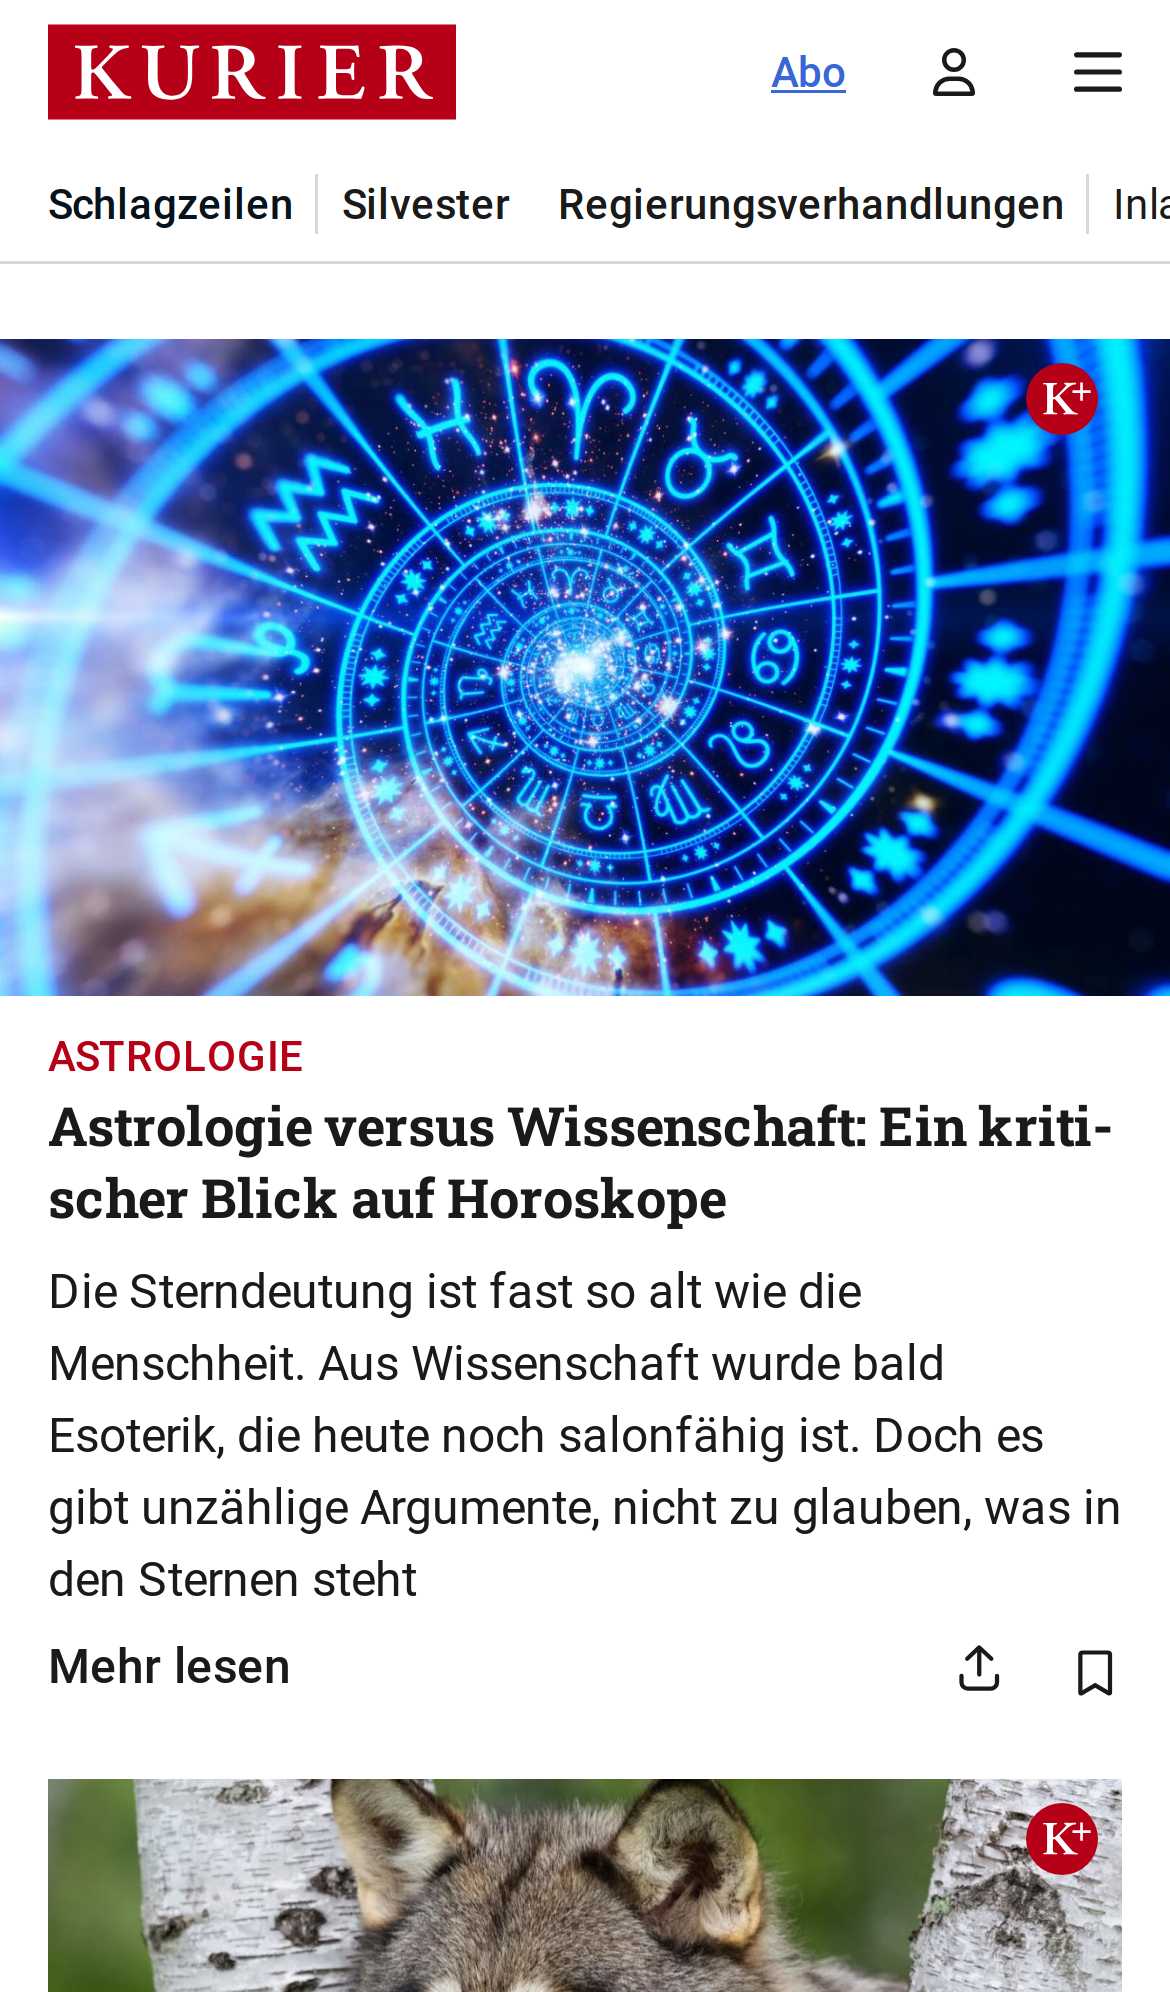 KURIER
Abo
Schlagzeilen Silvester Regierungsverhandlungen Inla
K+
ASTROLOGIE
Astrologie versus Wissenschaft: Ein kriti-
scher Blick auf Horoskope
Die Sterndeutung ist fast so alt wie die
Menschheit. Aus Wissenschaft wurde bald
Esoterik, die heute noch salonfähig ist. Doch es
gibt unzählige Argumente, nicht zu glauben, was in
den Sternen steht
Mehr lesen
K+